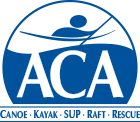 ACA
CANOE · KAYAK · SUP · RAFT · RESCUE